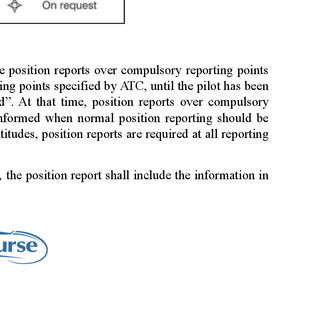 On request
e position reports over compulsory reporting points
ing points specified by ATC, until the pilot has been
d”. At that time, position reports over compulsory
nformed when normal position reporting should be
titudes, position reports are required at all reporting
, the position report shall include the information in
urse